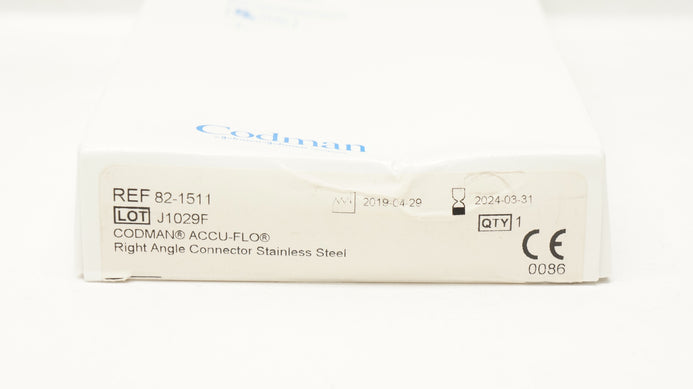 Codman
REF 82-1511
LOT J1029F
CODMAN® ACCU-FLO®
Right Angle Connector Stainless Steel
2019-04-29
2024-03-31
QTY 1
CE
0086